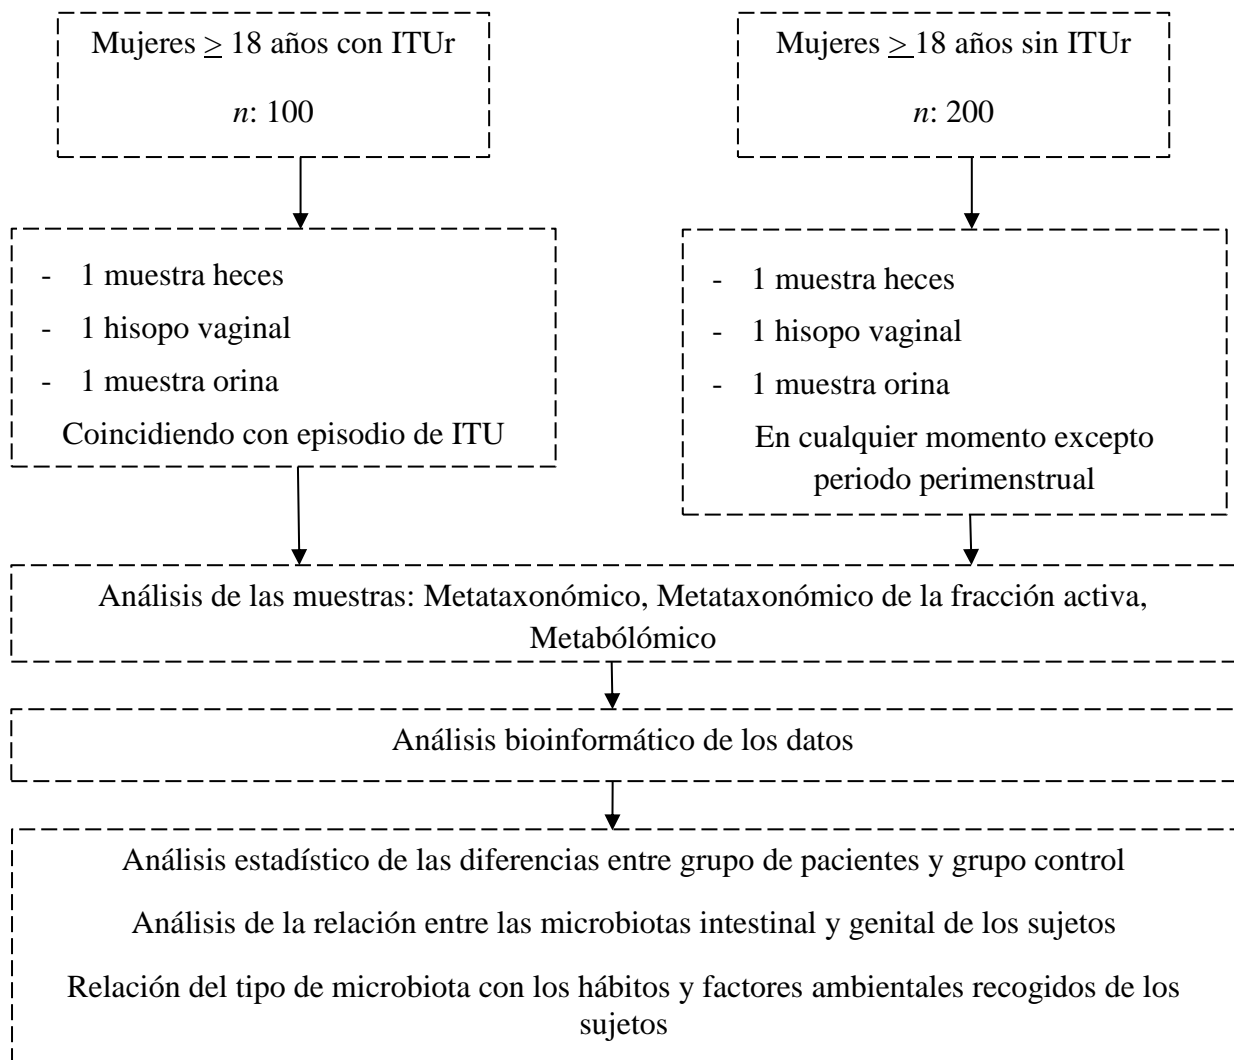 Mujeres ≥ 18 años con ITUr
n: 100
Mujeres ≥ 18 años sin ITUr
n: 200
- 1 muestra heces
- 1 hisopo vaginal
- 1 muestra orina
Coincidiendo con episodio de ITU
- 1 muestra heces
- 1 hisopo vaginal
- 1 muestra orina
En cualquier momento excepto
periodo perimenstrual
Análisis de las muestras: Metataxonómico, Metataxonómico de la fracción activa,
Metabólómico
Análisis bioinformático de los datos
Análisis estadístico de las diferencias entre grupo de pacientes y grupo control
Análisis de la relación entre las microbiotas intestinal y genital de los sujetos
Relación del tipo de microbiota con los hábitos y factores ambientales recogidos de los
sujetos